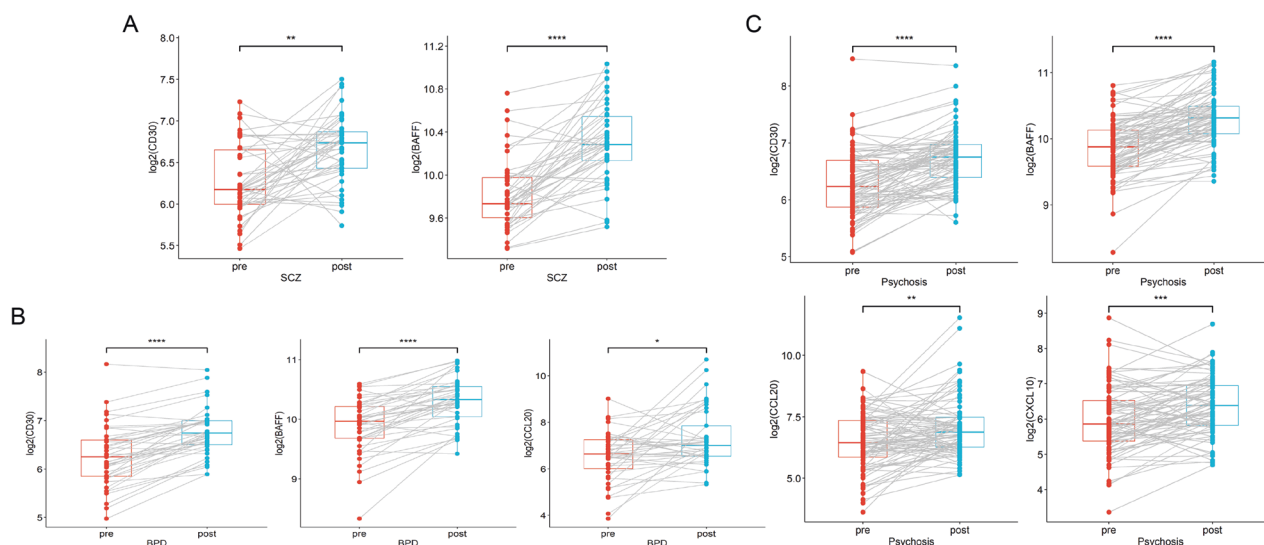 A
**
8.0
7.5
7.0
6.5
6.0
5.5
log2(CD30)
pre
post
SCZ
****
11.2
10.8
10.4
10.0
9.6
log2(BAFF)
pre
post
SCZ
B
****
8
7
6
5
log2(CD30)
pre
post
BPD
****
11
10
9
log2(BAFF)
pre
post
BPD
*
10
8
6
4
log2(CCL20)
pre
post
BPD
C
****
8
7
6
5
log2(CD30)
pre
post
Psychosis
****
11
10
9
log2(BAFF)
pre
post
Psychosis
**
10.0
7.5
5.0
log2(CCL20)
pre
post
Psychosis
***
9
8
7
6
5
4
log2(CXCL10)
pre
post
Psychosis